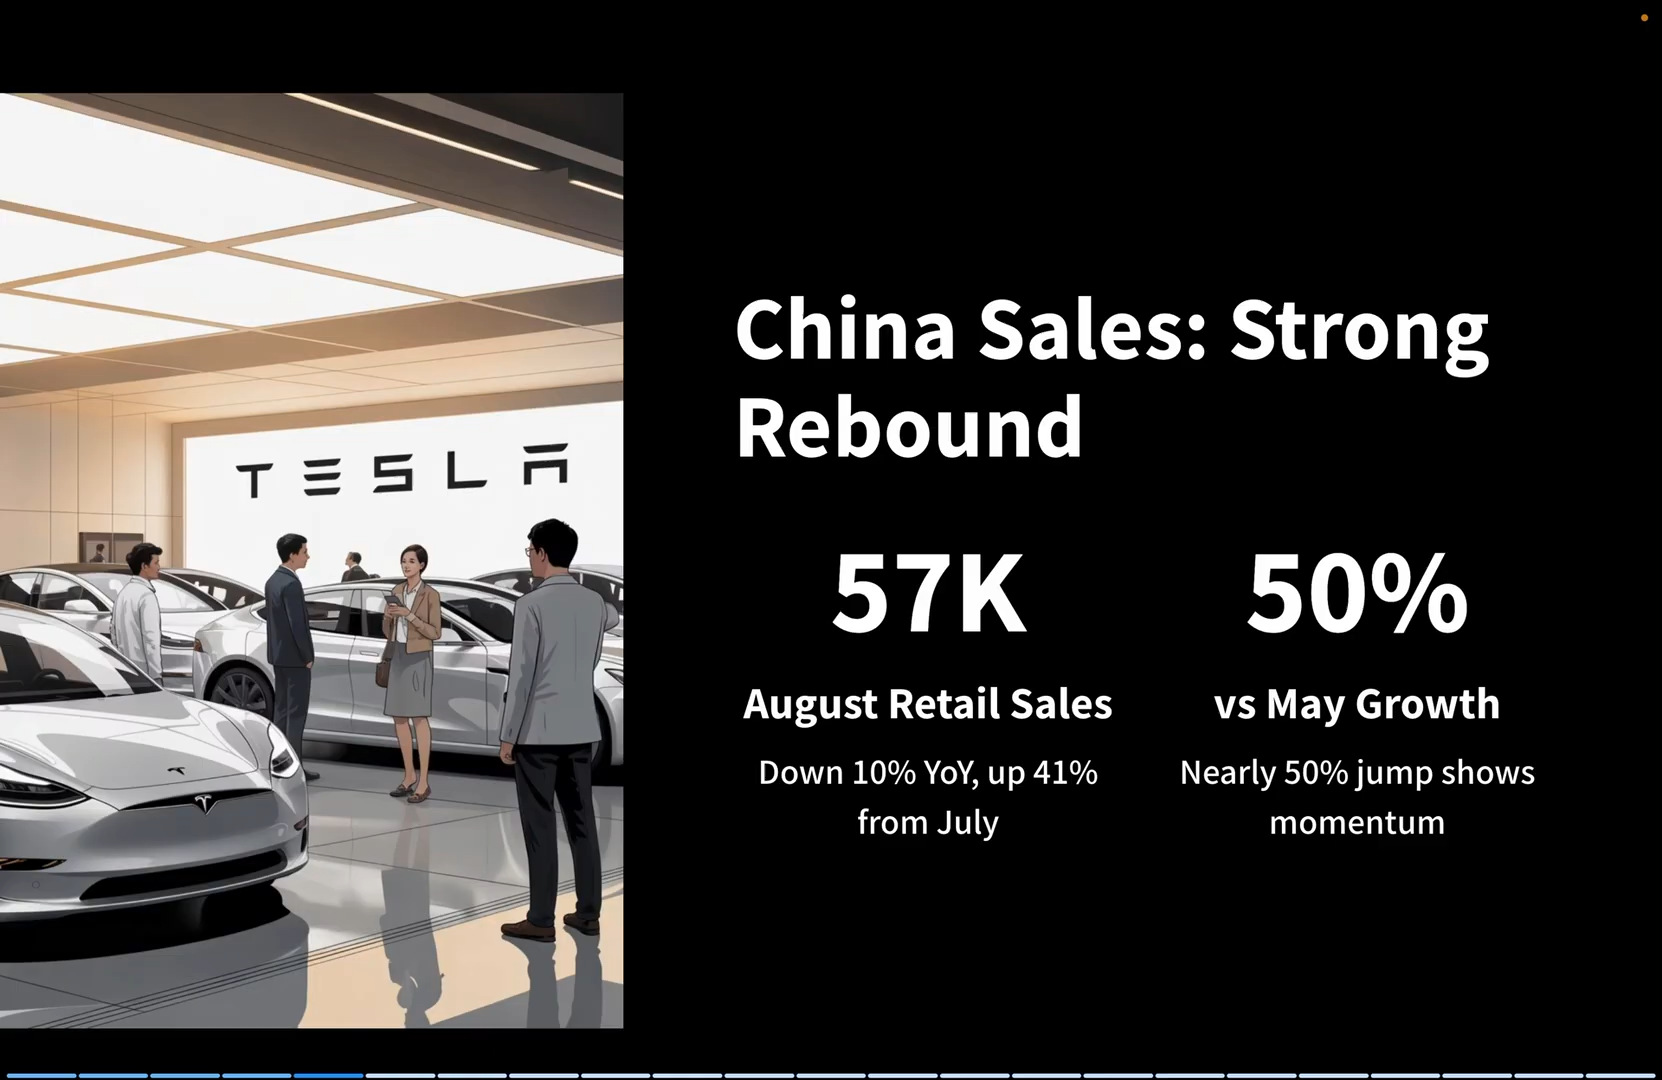 TESLA
China Sales: Strong
Rebound
57K
August Retail Sales
Down 10% YoY, up 41%
from July
50%
vs May Growth
Nearly 50% jump shows
momentum